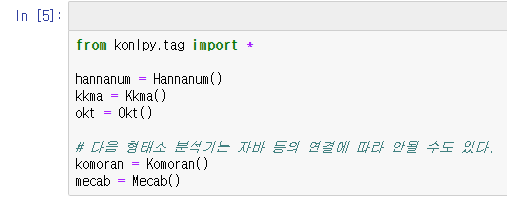 In [5]:
from konlpy.tag import *
hannanum = Hannanum()
kkma = Kkma()
okt = Okt()
# 다음 형태소 분석기는 자바 등의 연결에 따라 안될 수도 있다.
komoran = Komoran()
mecab = Mecab()